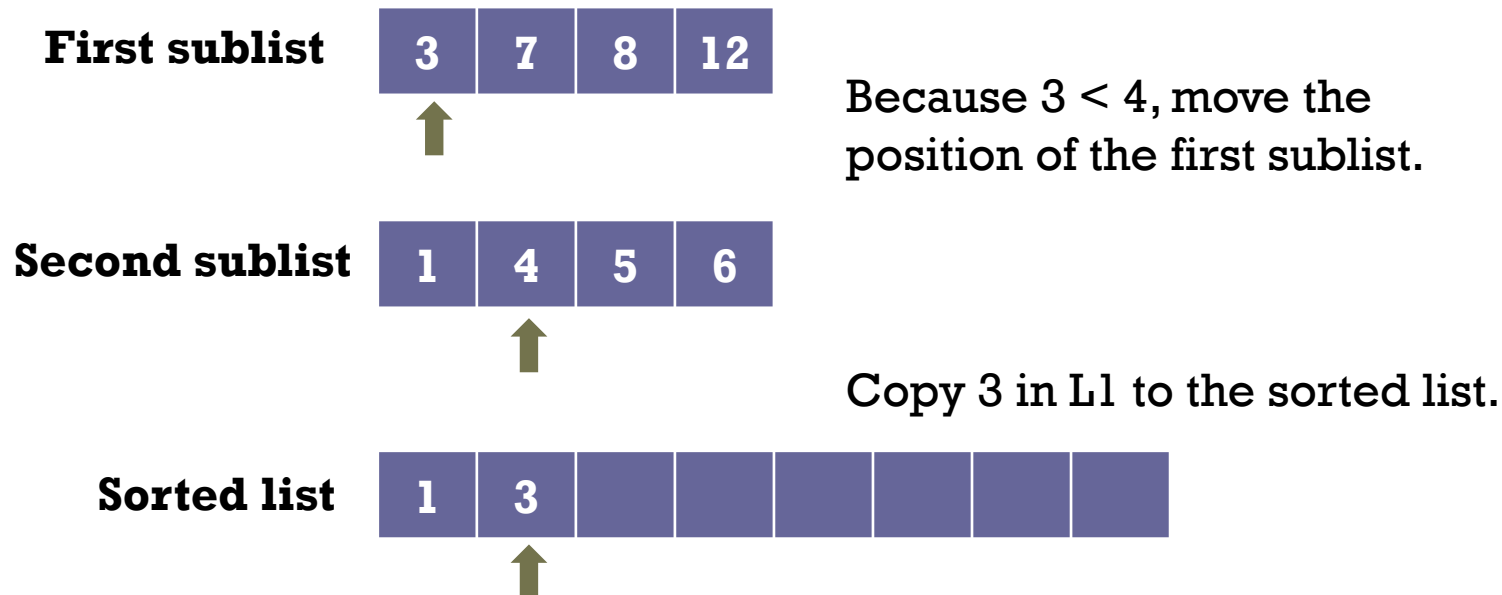 First sublist 3 7 8 12
Because 3 < 4, move the
position of the first sublist.
Second sublist 1 4 5 6
Copy 3 in L1 to the sorted list.
Sorted list 1 3